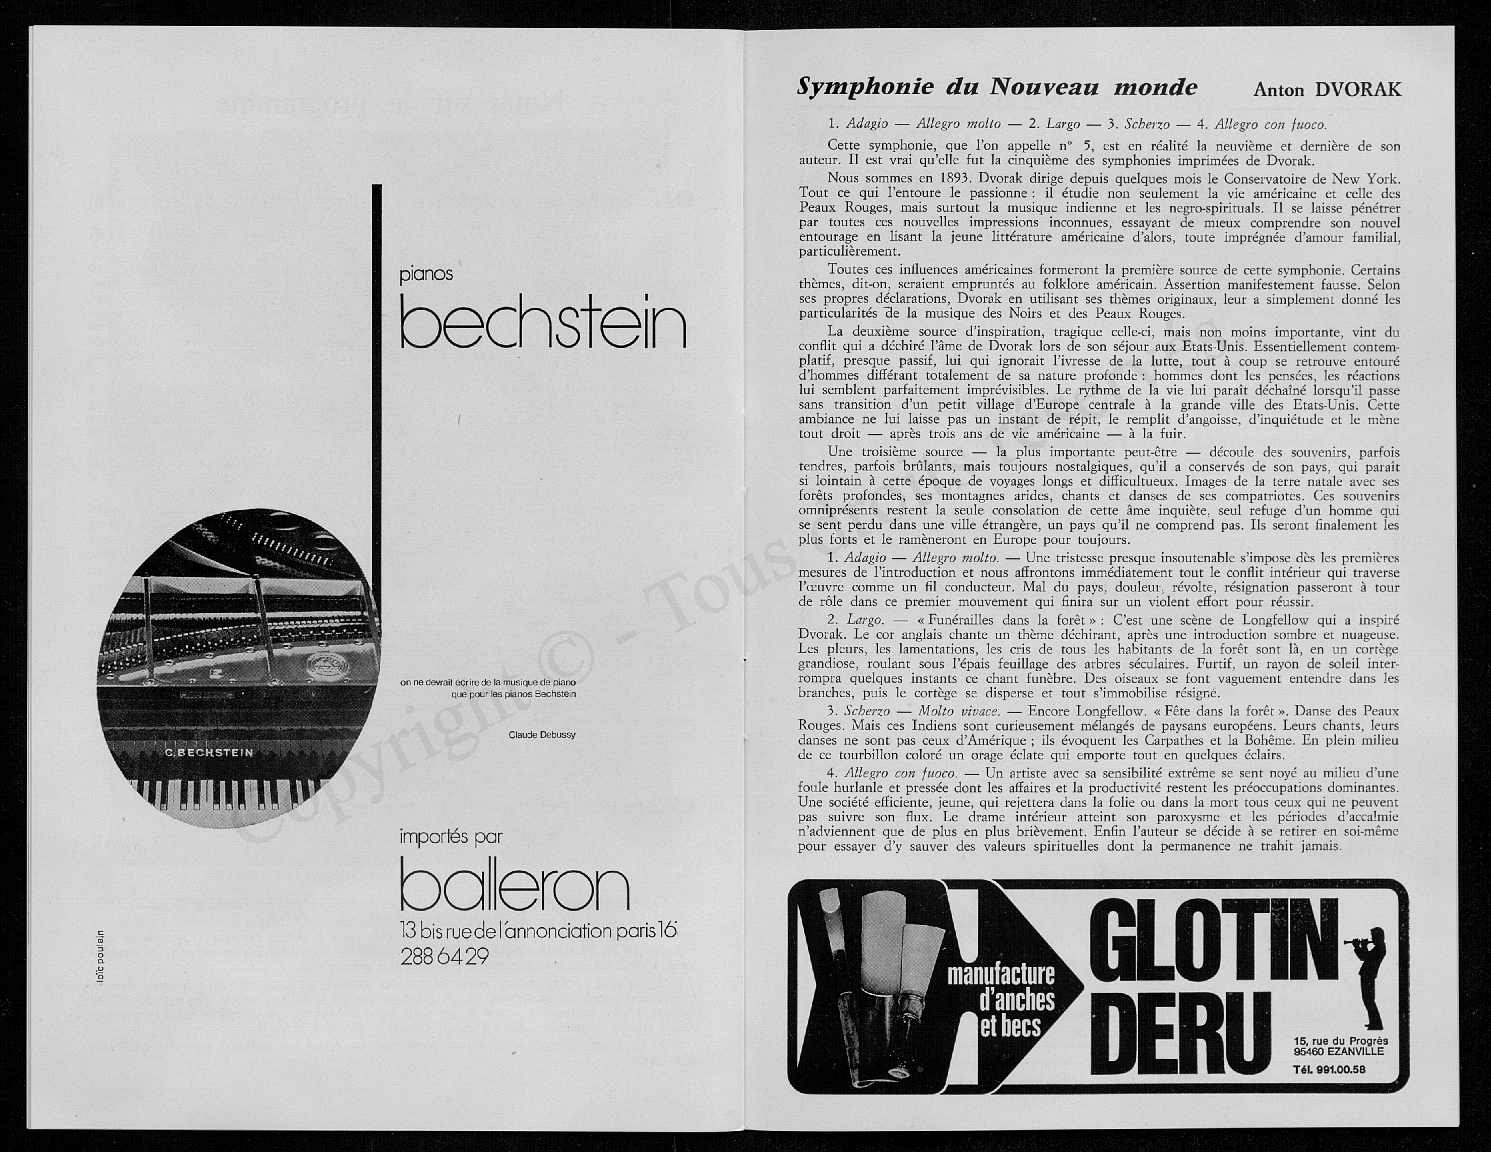 pianos
bechstein
on ne devrait écrire de la musique de piano
que pour les pianos Bechstein
Claude Debussy
C.BECHSTEIN
importés par
balleron
13 bis rue de l'annonciation paris 16e
288 64 29
loïc poulain
Symphonie du Nouveau monde Anton DVORAK
1. Adagio — Allegro molto — 2. Largo — 3. Scherzo — 4. Allegro con fuoco.
Cette symphonie, que l'on appelle n° 5, est en réalité la neuvième et dernière de son
auteur. Il est vrai qu'elle fut la cinquième des symphonies imprimées de Dvorak.
Nous sommes en 1893. Dvorak dirige depuis quelques mois le Conservatoire de New York.
Tout ce qui l'entoure le passionne : il étudie non seulement la vie américaine et celle des
Peaux Rouges, mais surtout la musique indienne et les negro-spirituals. Il se laisse pénétrer
par toutes ces nouvelles impressions inconnues, essayant de mieux comprendre son nouvel
entourage en lisant la jeune littérature américaine d'alors, toute imprégnée d'amour familial,
particulièrement.
Toutes ces influences américaines formeront la première source de cette symphonie. Certains
thèmes, dit-on, seraient empruntés au folklore américain. Assertion manifestement fausse. Selon
ses propres déclarations, Dvorak en utilisant ses thèmes originaux, leur a simplement donné les
particularités de la musique des Noirs et des Peaux Rouges.
La deuxième source d'inspiration, tragique celle-ci, mais non moins importante, vint du
conflit qui a déchiré l'âme de Dvorak lors de son séjour aux Etats-Unis. Essentiellement contem-
platif, presque passif, lui qui ignorait l'ivresse de la lutte, tout à coup se retrouve entouré
d'hommes différant totalement de sa nature profonde : hommes dont les pensées, les réactions
lui semblent parfaitement imprévisibles. Le rythme de la vie lui paraît déchaîné lorsqu'il passe
sans transition d'un petit village d'Europe centrale à la grande ville des Etats-Unis. Cette
ambiance ne lui laisse pas un instant de répit, le remplit d'angoisse, d'inquiétude et le mène
tout droit — après trois ans de vie américaine — à la fuir.
Une troisième source — la plus importante peut-être — découle des souvenirs, parfois
tendres, parfois brûlants, mais toujours nostalgiques, qu'il a conservés de son pays, qui paraît
si lointain à cette époque de voyages longs et difficultueux. Images de la terre natale avec ses
forêts profondes, ses montagnes arides, chants et danses de ses compatriotes. Ces souvenirs
omniprésents restent la seule consolation de cette âme inquiète, seul refuge d'un homme qui
se sent perdu dans une ville étrangère, un pays qu'il ne comprend pas. Ils seront finalement les
plus forts et le ramèneront en Europe pour toujours.
1. Adagio — Allegro molto. — Une tristesse presque insoutenable s'impose dès les premières
mesures de l'introduction et nous affrontons immédiatement tout le conflit intérieur qui traverse
l'œuvre comme un fil conducteur. Mal du pays, douleur, révolte, résignation passeront à tour
de rôle dans ce premier mouvement qui finira sur un violent effort pour réussir.
2. Largo. — « Funérailles dans la forêt » : C'est une scène de Longfellow qui a inspiré
Dvorak. Le cor anglais chante un thème déchirant, après une introduction sombre et nuageuse.
Les pleurs, les lamentations, les cris de tous les habitants de la forêt sont là, en un cortège
grandiose, roulant sous l'épais feuillage des arbres séculaires. Furtif, un rayon de soleil inter-
rompra quelques instants ce chant funèbre. Des oiseaux se font vaguement entendre dans les
branches, puis le cortège se disperse et tout s'immobilise résigné.
3. Scherzo — Molto vivace. — Encore Longfellow. « Fête dans la forêt ». Danse des Peaux
Rouges. Mais ces Indiens sont curieusement mélangés de paysans européens. Leurs chants, leurs
danses ne sont pas ceux d'Amérique ; ils évoquent les Carpathes et la Bohême. En plein milieu
de ce tourbillon coloré un orage éclate qui emporte tout en quelques éclairs.
4. Allegro con fuoco. — Un artiste avec sa sensibilité extrême se sent noyé au milieu d'une
foule hurlanle et pressée dont les affaires et la productivité restent les préoccupations dominantes.
Une société efficiente, jeune, qui rejettera dans la folie ou dans la mort tous ceux qui ne peuvent
pas suivre son flux. Le drame intérieur atteint son paroxysme et les périodes d'accalmie
n'adviennent que de plus en plus brièvement. Enfin l'auteur se décide à se retirer en soi-même
pour essayer d'y sauver des valeurs spirituelles dont la permanence ne trahit jamais.
manufacture
d'anches
et becs
GLOTIN
DERU
15, rue du Progrès
95460 EZANVILLE
Tél. 991.00.58
Copyright © - Tous